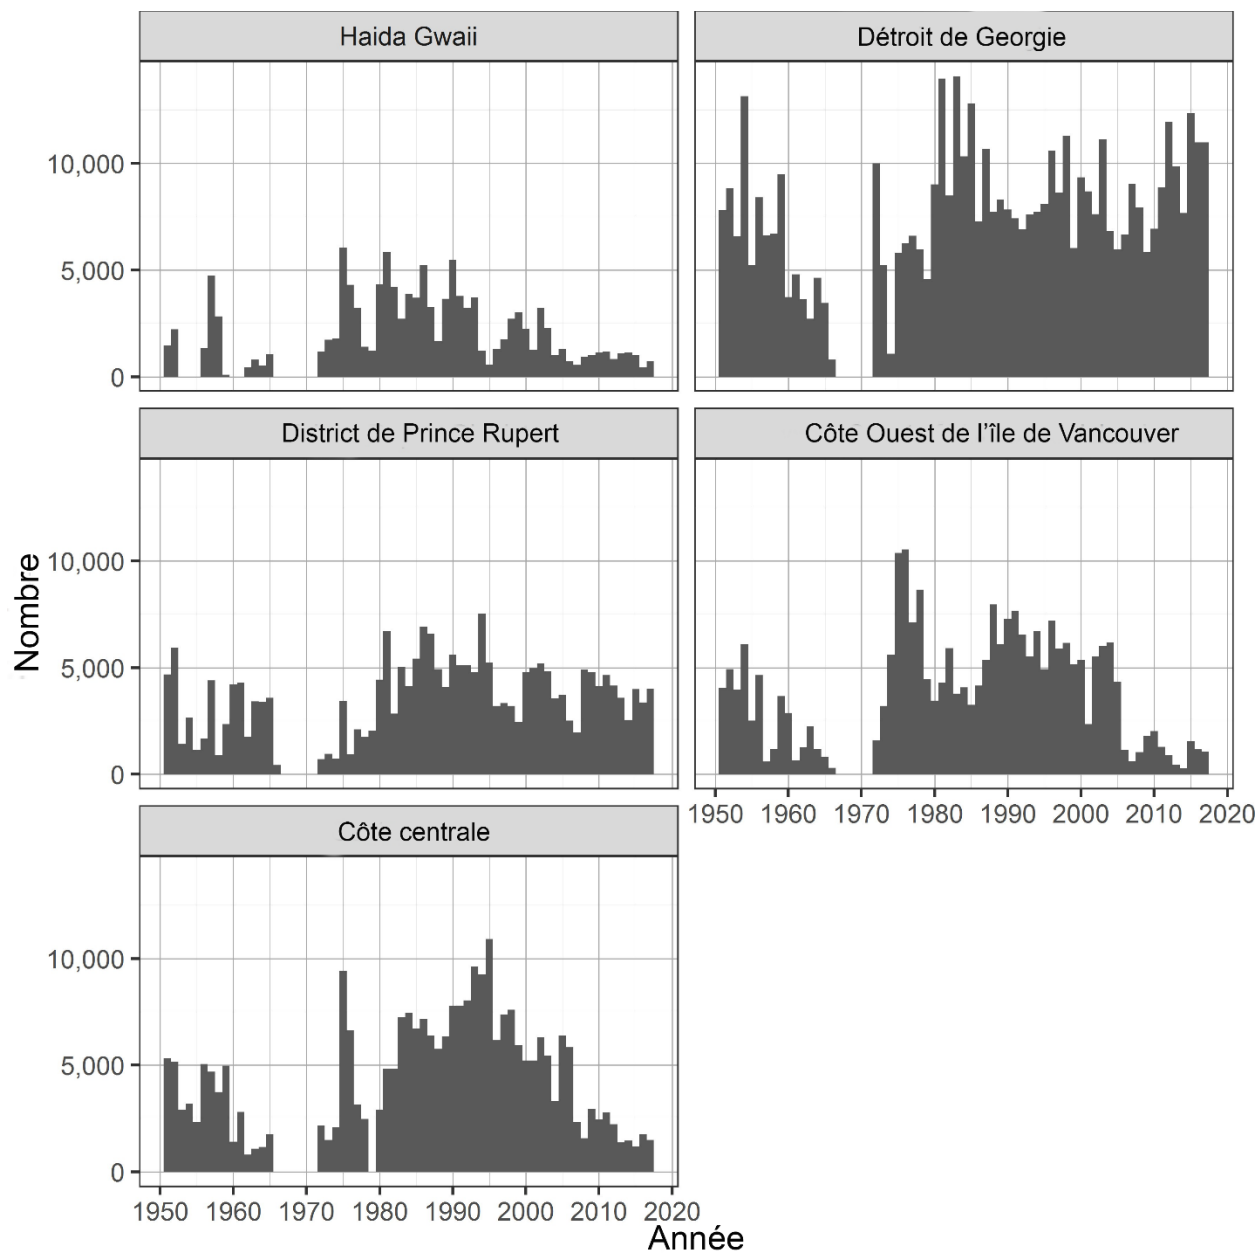 Haida Gwaii
Détroit de Georgie
10,000
5,000
0
District de Prince Rupert
Côte Ouest de l'île de Vancouver
Nombre
10,000
5,000
0
1950 1960 1970 1980 1990 2000 2010 2020
Côte centrale
10,000
5,000
0
1950 1960 1970 1980 1990 2000 2010 2020
Année